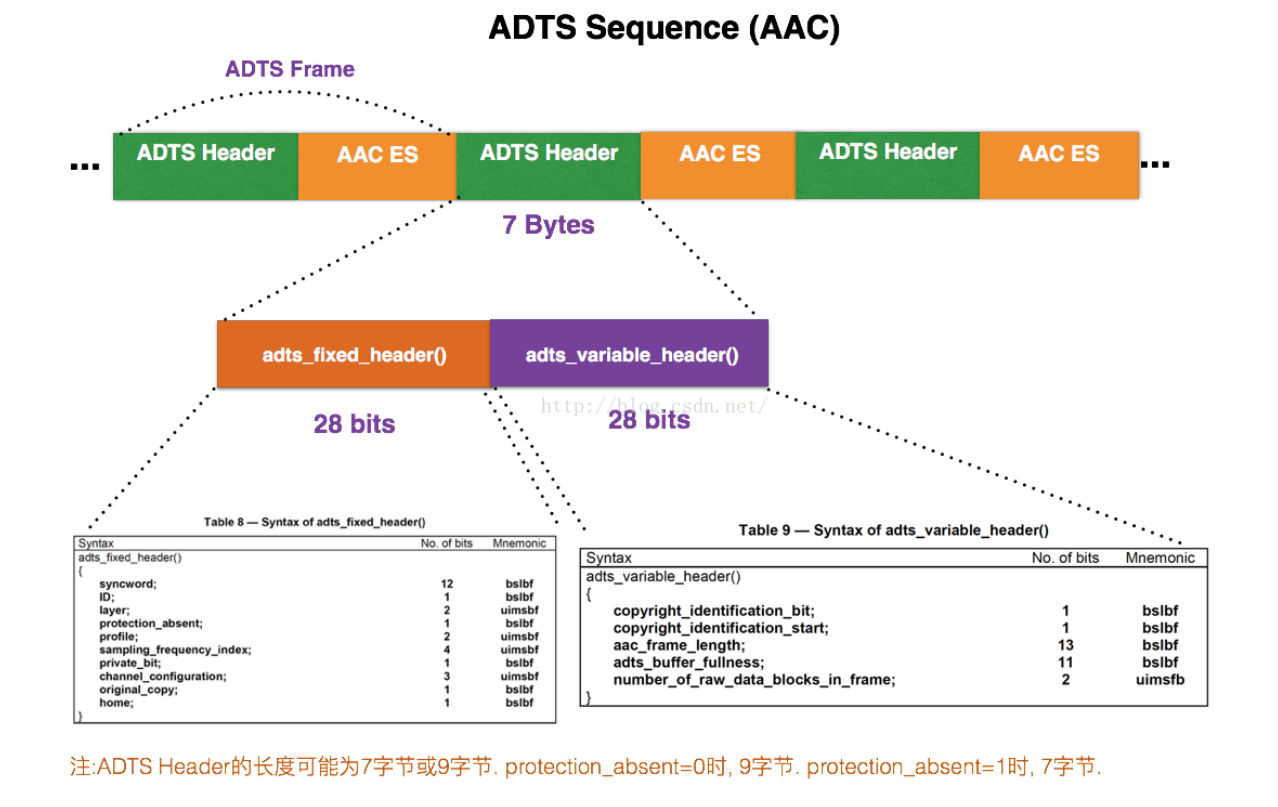 ADTS Sequence (AAC)
ADTS Frame
... ADTS Header AAC ES ADTS Header AAC ES ADTS Header AAC ES ...
7 Bytes
adts_fixed_header() adts_variable_header()
http://blog.csdn.net/
28 bits 28 bits
Table 8 — Syntax of adts_fixed_header()
Syntax No. of bits Mnemonic
adts_fixed_header()
{
syncword; 12 bslbf
ID; 1 bslbf
layer; 2 uimsbf
protection_absent; 1 bslbf
profile; 2 uimsbf
sampling_frequency_index; 4 uimsbf
private_bit; 1 bslbf
channel_configuration; 3 uimsbf
original_copy; 1 bslbf
home; 1 bslbf
}
Table 9 — Syntax of adts_variable_header()
Syntax No. of bits Mnemonic
adts_variable_header()
{
copyright_identification_bit; 1 bslbf
copyright_identification_start; 1 bslbf
aac_frame_length; 13 bslbf
adts_buffer_fullness; 11 bslbf
number_of_raw_data_blocks_in_frame; 2 uimsfb
}
注:ADTS Header的长度可能为7字节或9字节. protection_absent=0时, 9字节. protection_absent=1时, 7字节.